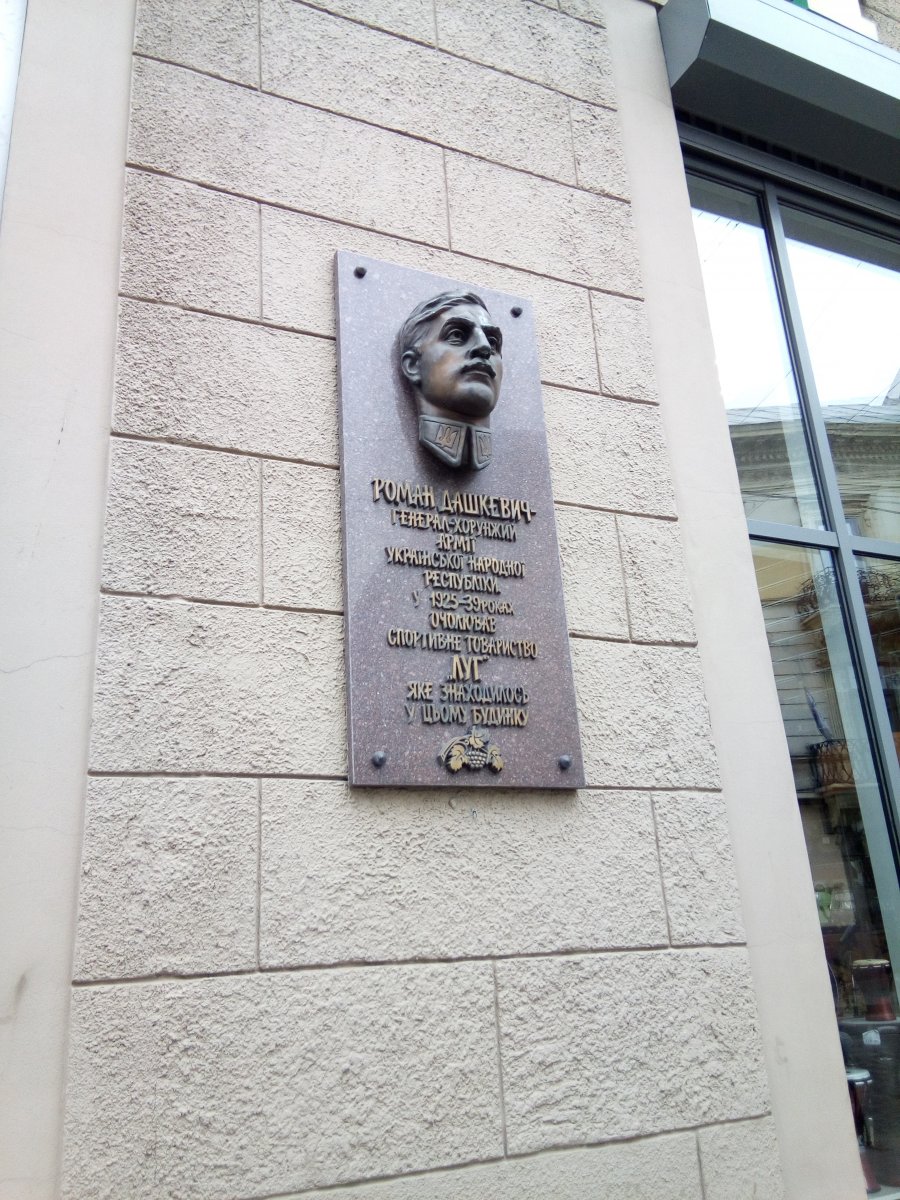 РОМАН ДАШКЕВИЧ-
ГЕНЕРАЛ-ХОРУНЖИЙ
АРМІЇ
УКРАЇНСЬКОЇ НАРОДНОЇ
РЕСПУБЛІКИ.
У 1925-39 РОКАХ
ОЧОЛЮВАВ
СПОРТИВНЕ ТОВАРИСТВО
„ЛУГ"
ЯКЕ ЗНАХОДИЛОСЬ
У ЦЬОМУ БУДИНКУ